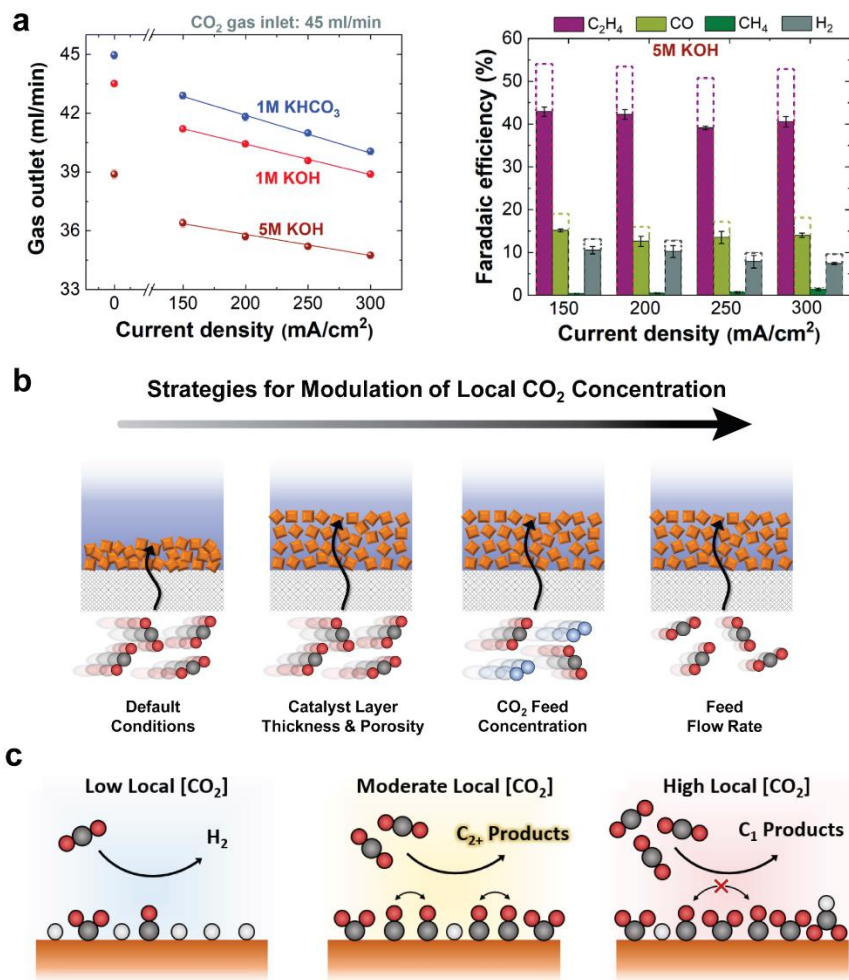 a
CO₂ gas inlet: 45 ml/min
45
42
39
36
33
Gas outlet (ml/min)
1M KHCO₃
1M KOH
5M KOH
0
150
200
250
300
Current density (mA/cm²)
C₂H₄
CO
CH₄
H₂
5M KOH
60
50
40
30
20
10
0
Faradaic efficiency (%)
150
200
250
300
Current density (mA/cm²)
b
Strategies for Modulation of Local CO₂ Concentration
Default
Conditions
Catalyst Layer
Thickness & Porosity
CO₂ Feed
Concentration
Feed
Flow Rate
c
Low Local [CO₂]
H₂
Moderate Local [CO₂]
C₂₊ Products
High Local [CO₂]
C₁ Products